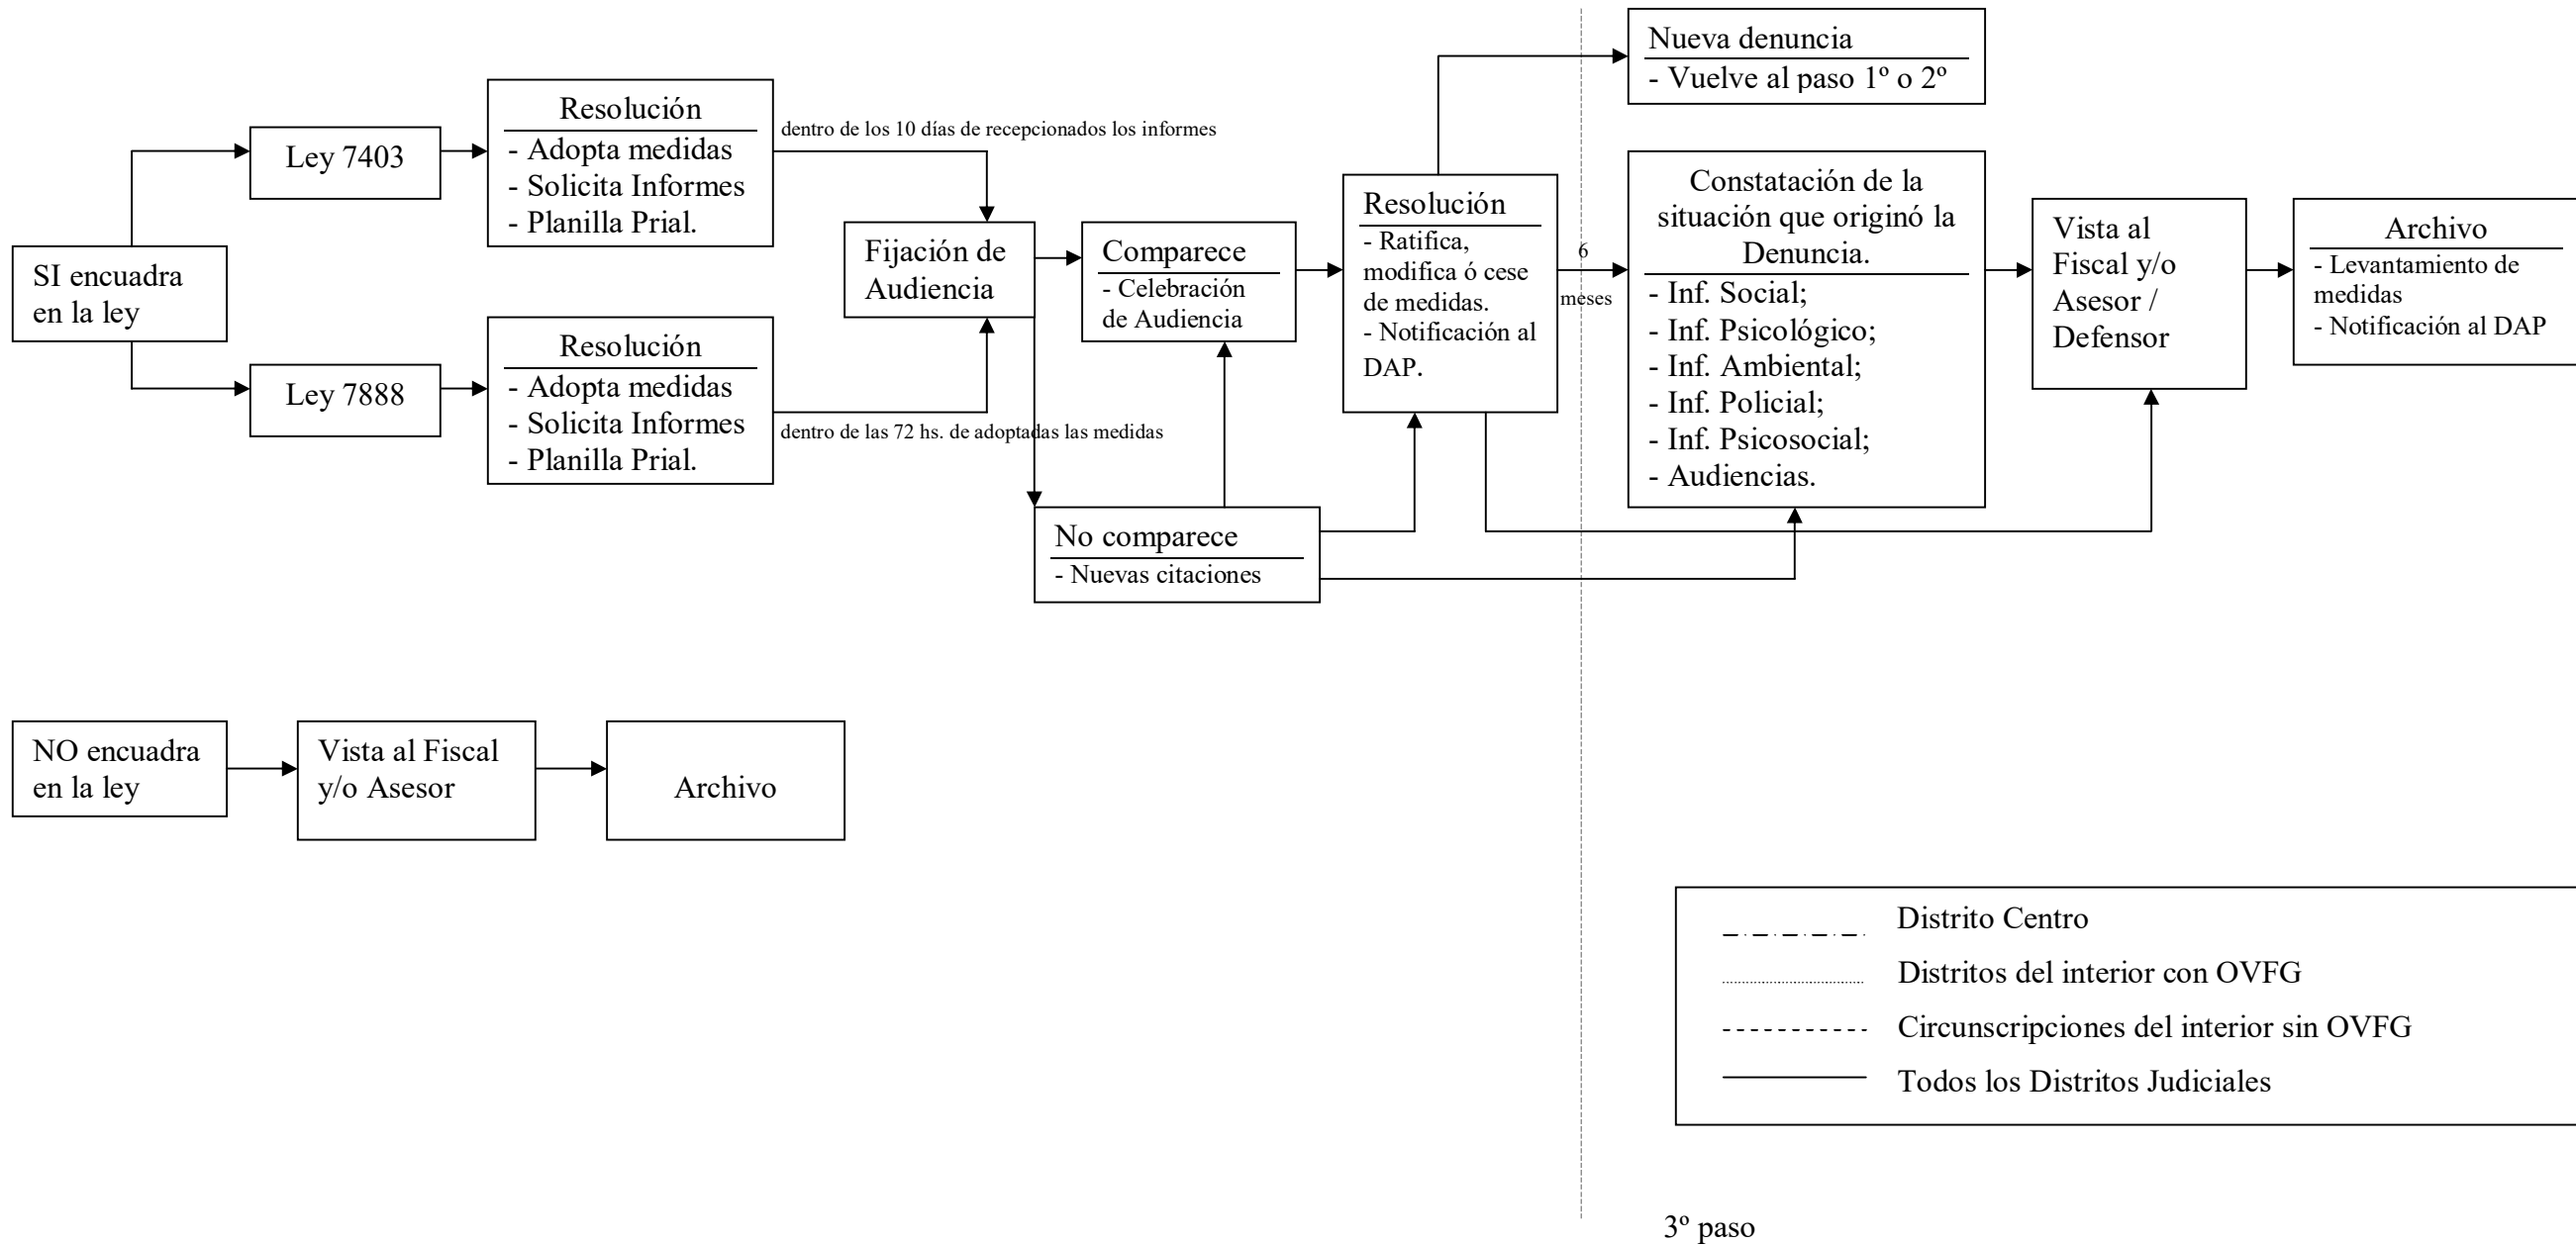 SI encuadra
en la ley
Ley 7403
Resolución
- Adopta medidas
- Solicita Informes
- Planilla Prial.
dentro de los 10 días de recepcionados los informes
Ley 7888
Resolución
- Adopta medidas
- Solicita Informes
- Planilla Prial.
dentro de las 72 hs. de adoptadas las medidas
Fijación de
Audiencia
Comparece
- Celebración
de Audiencia
No comparece
- Nuevas citaciones
Resolución
- Ratifica,
modifica ó cese
de medidas.
- Notificación al
DAP.
6
meses
Nueva denuncia
- Vuelve al paso 1º o 2º
Constatación de la
situación que originó la
Denuncia.
- Inf. Social;
- Inf. Psicológico;
- Inf. Ambiental;
- Inf. Policial;
- Inf. Psicosocial;
- Audiencias.
Vista al
Fiscal y/o
Asesor /
Defensor
Archivo
- Levantamiento de
medidas
- Notificación al DAP
NO encuadra
en la ley
Vista al Fiscal
y/o Asesor
Archivo
Distrito Centro
Distritos del interior con OVFG
Circunscripciones del interior sin OVFG
Todos los Distritos Judiciales
3º paso